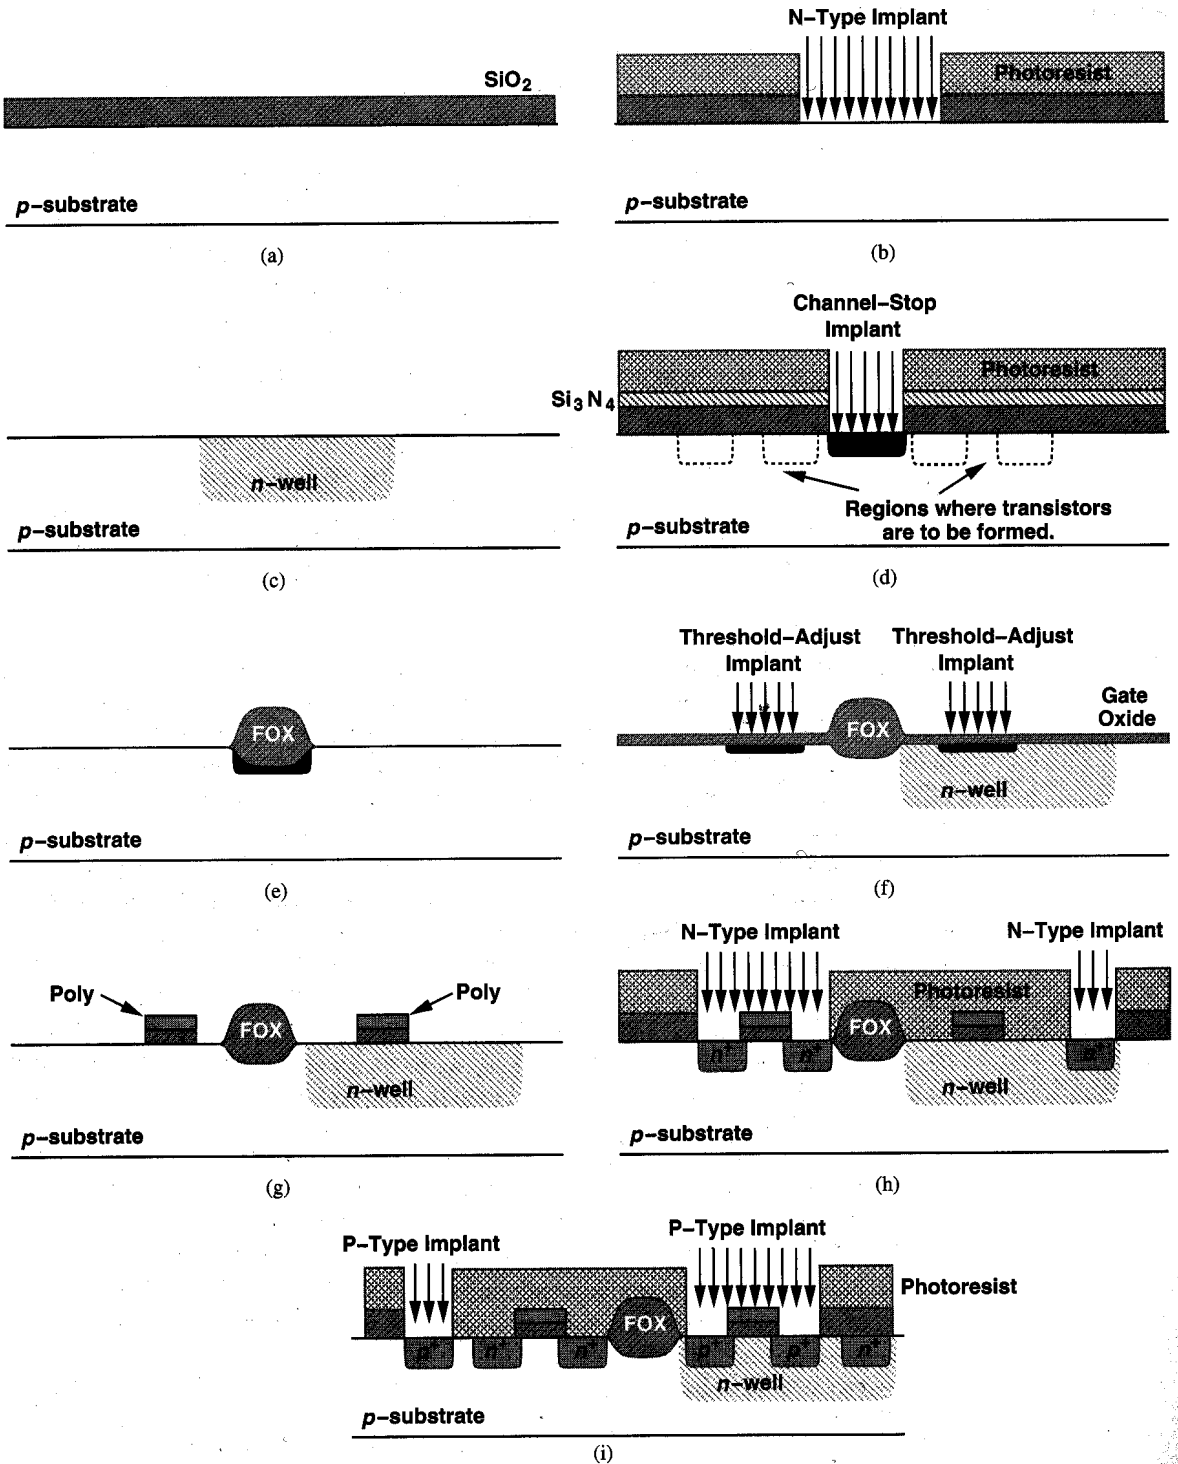 SiO2
p-substrate
(a)
N-Type Implant
Photoresist
p-substrate
(b)
n-well
p-substrate
(c)
Channel-Stop
Implant
Photoresist
Si3N4
Regions where transistors
are to be formed.
p-substrate
(d)
FOX
p-substrate
(e)
Threshold-Adjust
Implant
Threshold-Adjust
Implant
Gate
Oxide
FOX
n-well
p-substrate
(f)
Poly
Poly
FOX
n-well
p-substrate
(g)
N-Type Implant
N-Type Implant
Photoresist
FOX
n+
n+
n+
n-well
p-substrate
(h)
P-Type Implant
P-Type Implant
Photoresist
FOX
p+
n+
n+
p+
p+
n+
n-well
p-substrate
(i)